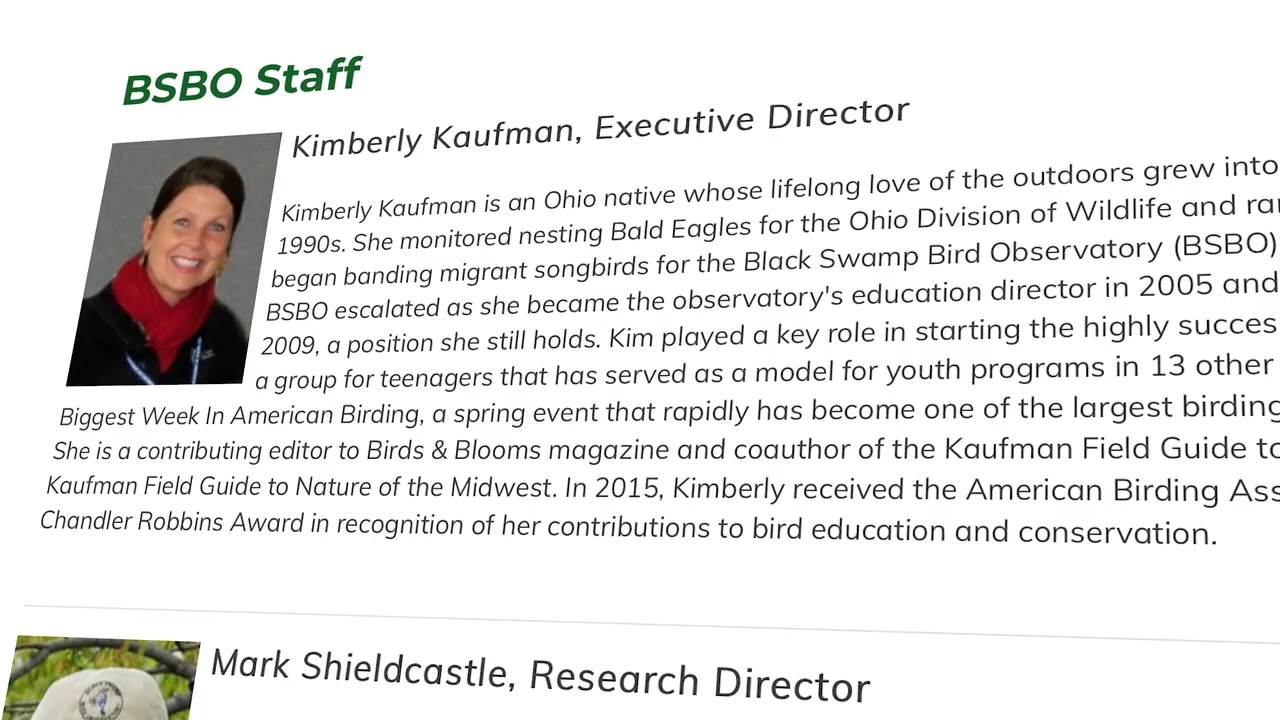 BSBO Staff
Kimberly Kaufman, Executive Director
Kimberly Kaufman is an Ohio native whose lifelong love of the outdoors grew into
1990s. She monitored nesting Bald Eagles for the Ohio Division of Wildlife and
began banding migrant songbirds for the Black Swamp Bird Observatory (BSBO)
BSBO escalated as she became the observatory's education director in 2005 and
2009, a position she still holds. Kim played a key role in starting the highly
a group for teenagers that has served as a model for youth programs in 13 other
Biggest Week In American Birding, a spring event that rapidly has become one of the largest birding
She is a contributing editor to Birds & Blooms magazine and coauthor of the Kaufman Field Guide to
Kaufman Field Guide to Nature of the Midwest. In 2015, Kimberly received the American Birding
Chandler Robbins Award in recognition of her contributions to bird education and conservation.
Mark Shieldcastle, Research Director